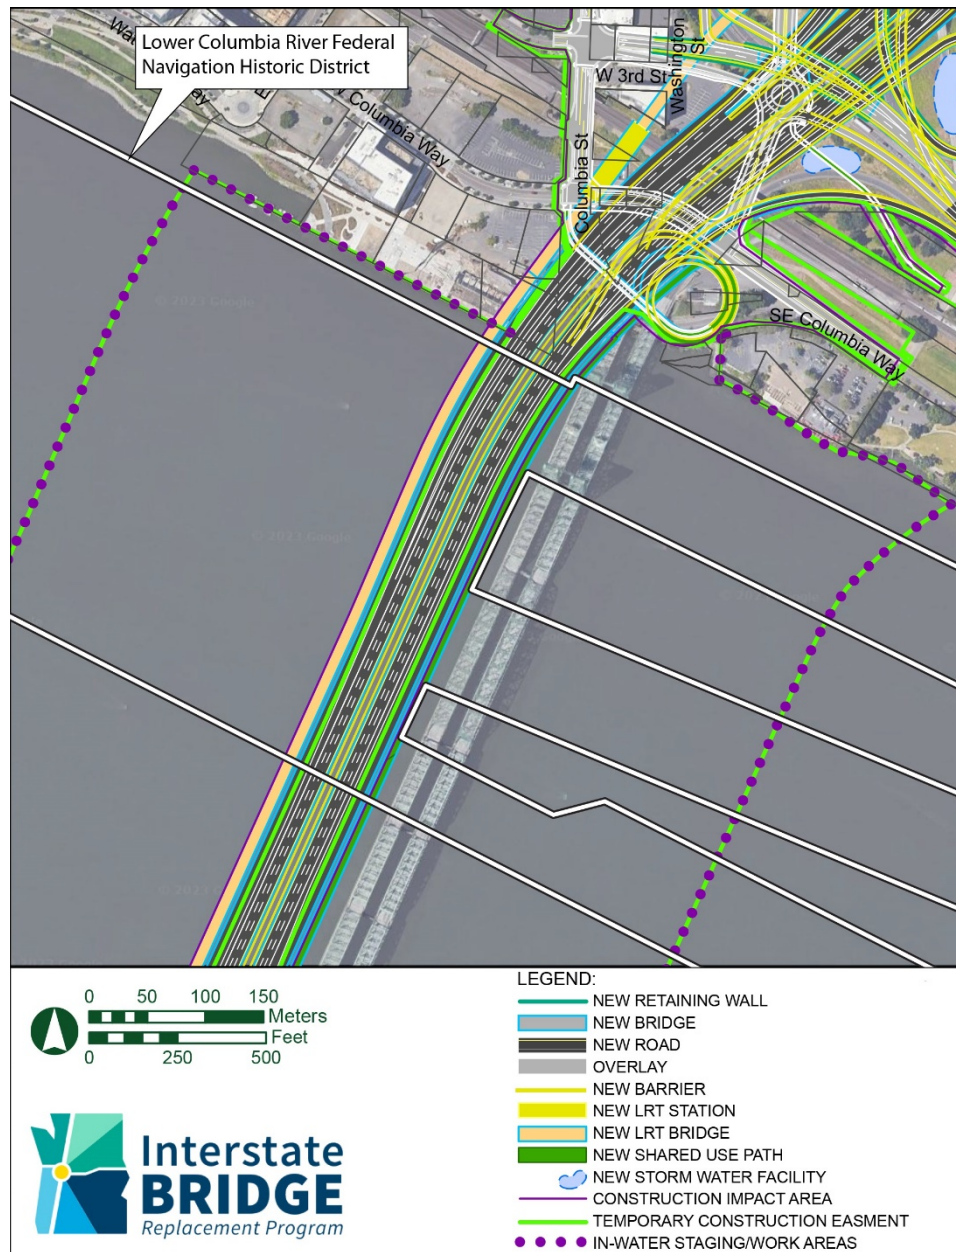 Lower Columbia River Federal
Navigation Historic District
Columbia Way
W 3rd St
Washington
St
Columbia St
SE Columbia Way
© 2023 Google
© 2023 Google
© 2023 Google
LEGEND:
NEW RETAINING WALL
NEW BRIDGE
NEW ROAD
OVERLAY
NEW BARRIER
NEW LRT STATION
NEW LRT BRIDGE
NEW SHARED USE PATH
NEW STORM WATER FACILITY
CONSTRUCTION IMPACT AREA
TEMPORARY CONSTRUCTION EASMENT
IN-WATER STAGING/WORK AREAS
0 50 100 150
Meters
Feet
0 250 500
Interstate
BRIDGE
Replacement Program